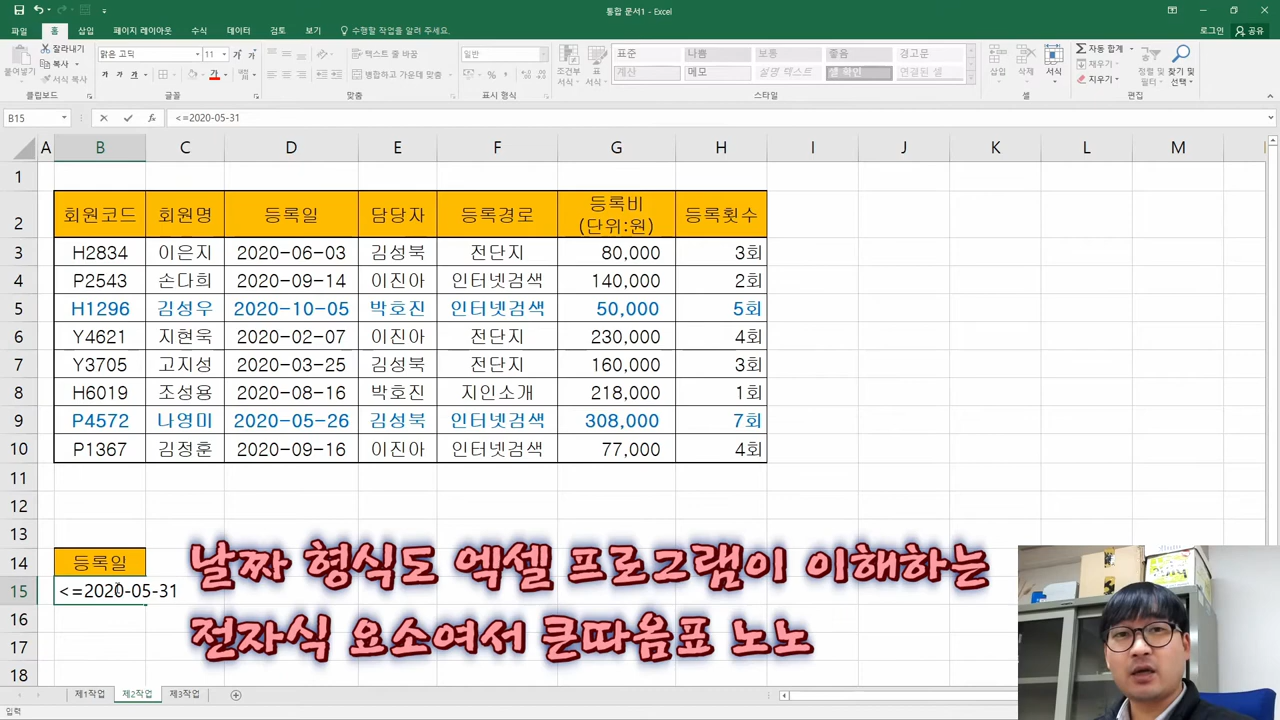 통합 문서1 - Excel
파일 홈 삽입 페이지 레이아웃 수식 데이터 검토 보기 수행할 작업을 알려 주세요. 로그인 공유
붙여넣기 잘라내기 복사 서식 복사
맑은 고딕 11 텍스트 줄 바꿈 병합하고 가운데 맞춤 일반
조건부 서식 표 서식 표준 나쁨 보통 좋음 경고문
계산 메모 설명 텍스트 셀 확인 연결된 셀
삽입 삭제 서식 자동 합계 채우기 지우기 정렬 및 필터 찾기 및 선택
클립보드 글꼴 맞춤 표시 형식 스타일 셀 편집
B15 <=2020-05-31
A B C D E F G H I J K L M
1
2 회원코드 회원명 등록일 담당자 등록경로 등록비 (단위:원) 등록횟수
3 H2834 이은지 2020-06-03 김성북 전단지 80,000 3회
4 P2543 손다희 2020-09-14 이진아 인터넷검색 140,000 2회
5 H1296 김성우 2020-10-05 박호진 인터넷검색 50,000 5회
6 Y4621 지현욱 2020-02-07 이진아 전단지 230,000 4회
7 Y3705 고지성 2020-03-25 김성북 전단지 160,000 3회
8 H6019 조성용 2020-08-16 박호진 지인소개 218,000 1회
9 P4572 나영미 2020-05-26 김성북 인터넷검색 308,000 7회
10 P1367 김정훈 2020-09-16 이진아 인터넷검색 77,000 4회
11
12
13
14 등록일
15 <=2020-05-31
16
17
18
날짜 형식도 엑셀 프로그램이 이해하는
전자식 요소여서 큰따옴표 노노
제1작업 제2작업 제3작업
입력